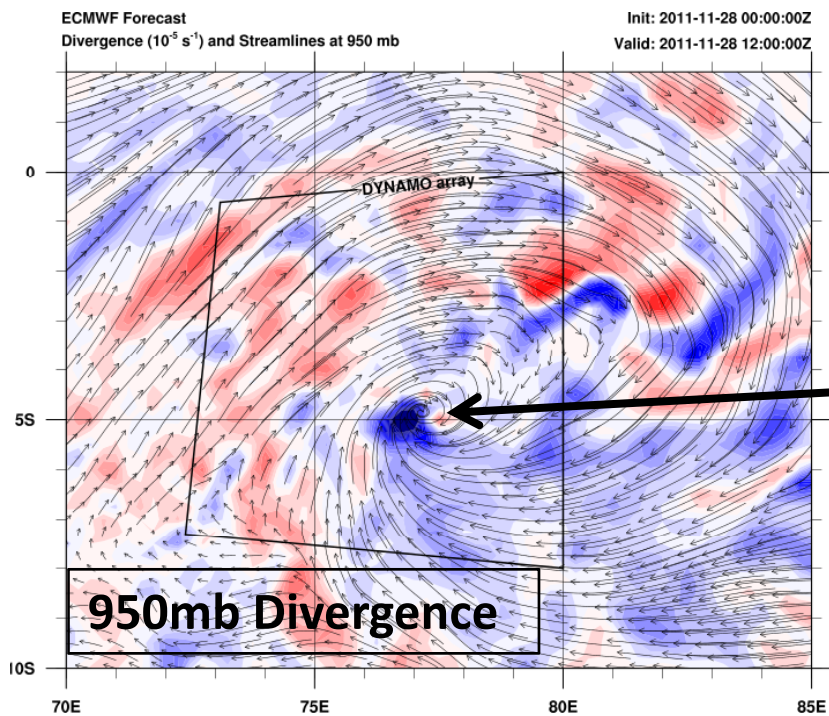 ECMWF Forecast
Init: 2011-11-28 00:00:00Z
Divergence (10⁻⁵ s⁻¹) and Streamlines at 950 mb
Valid: 2011-11-28 12:00:00Z
0
DYNAMO array
5S
950mb Divergence
10S
70E
75E
80E
85E